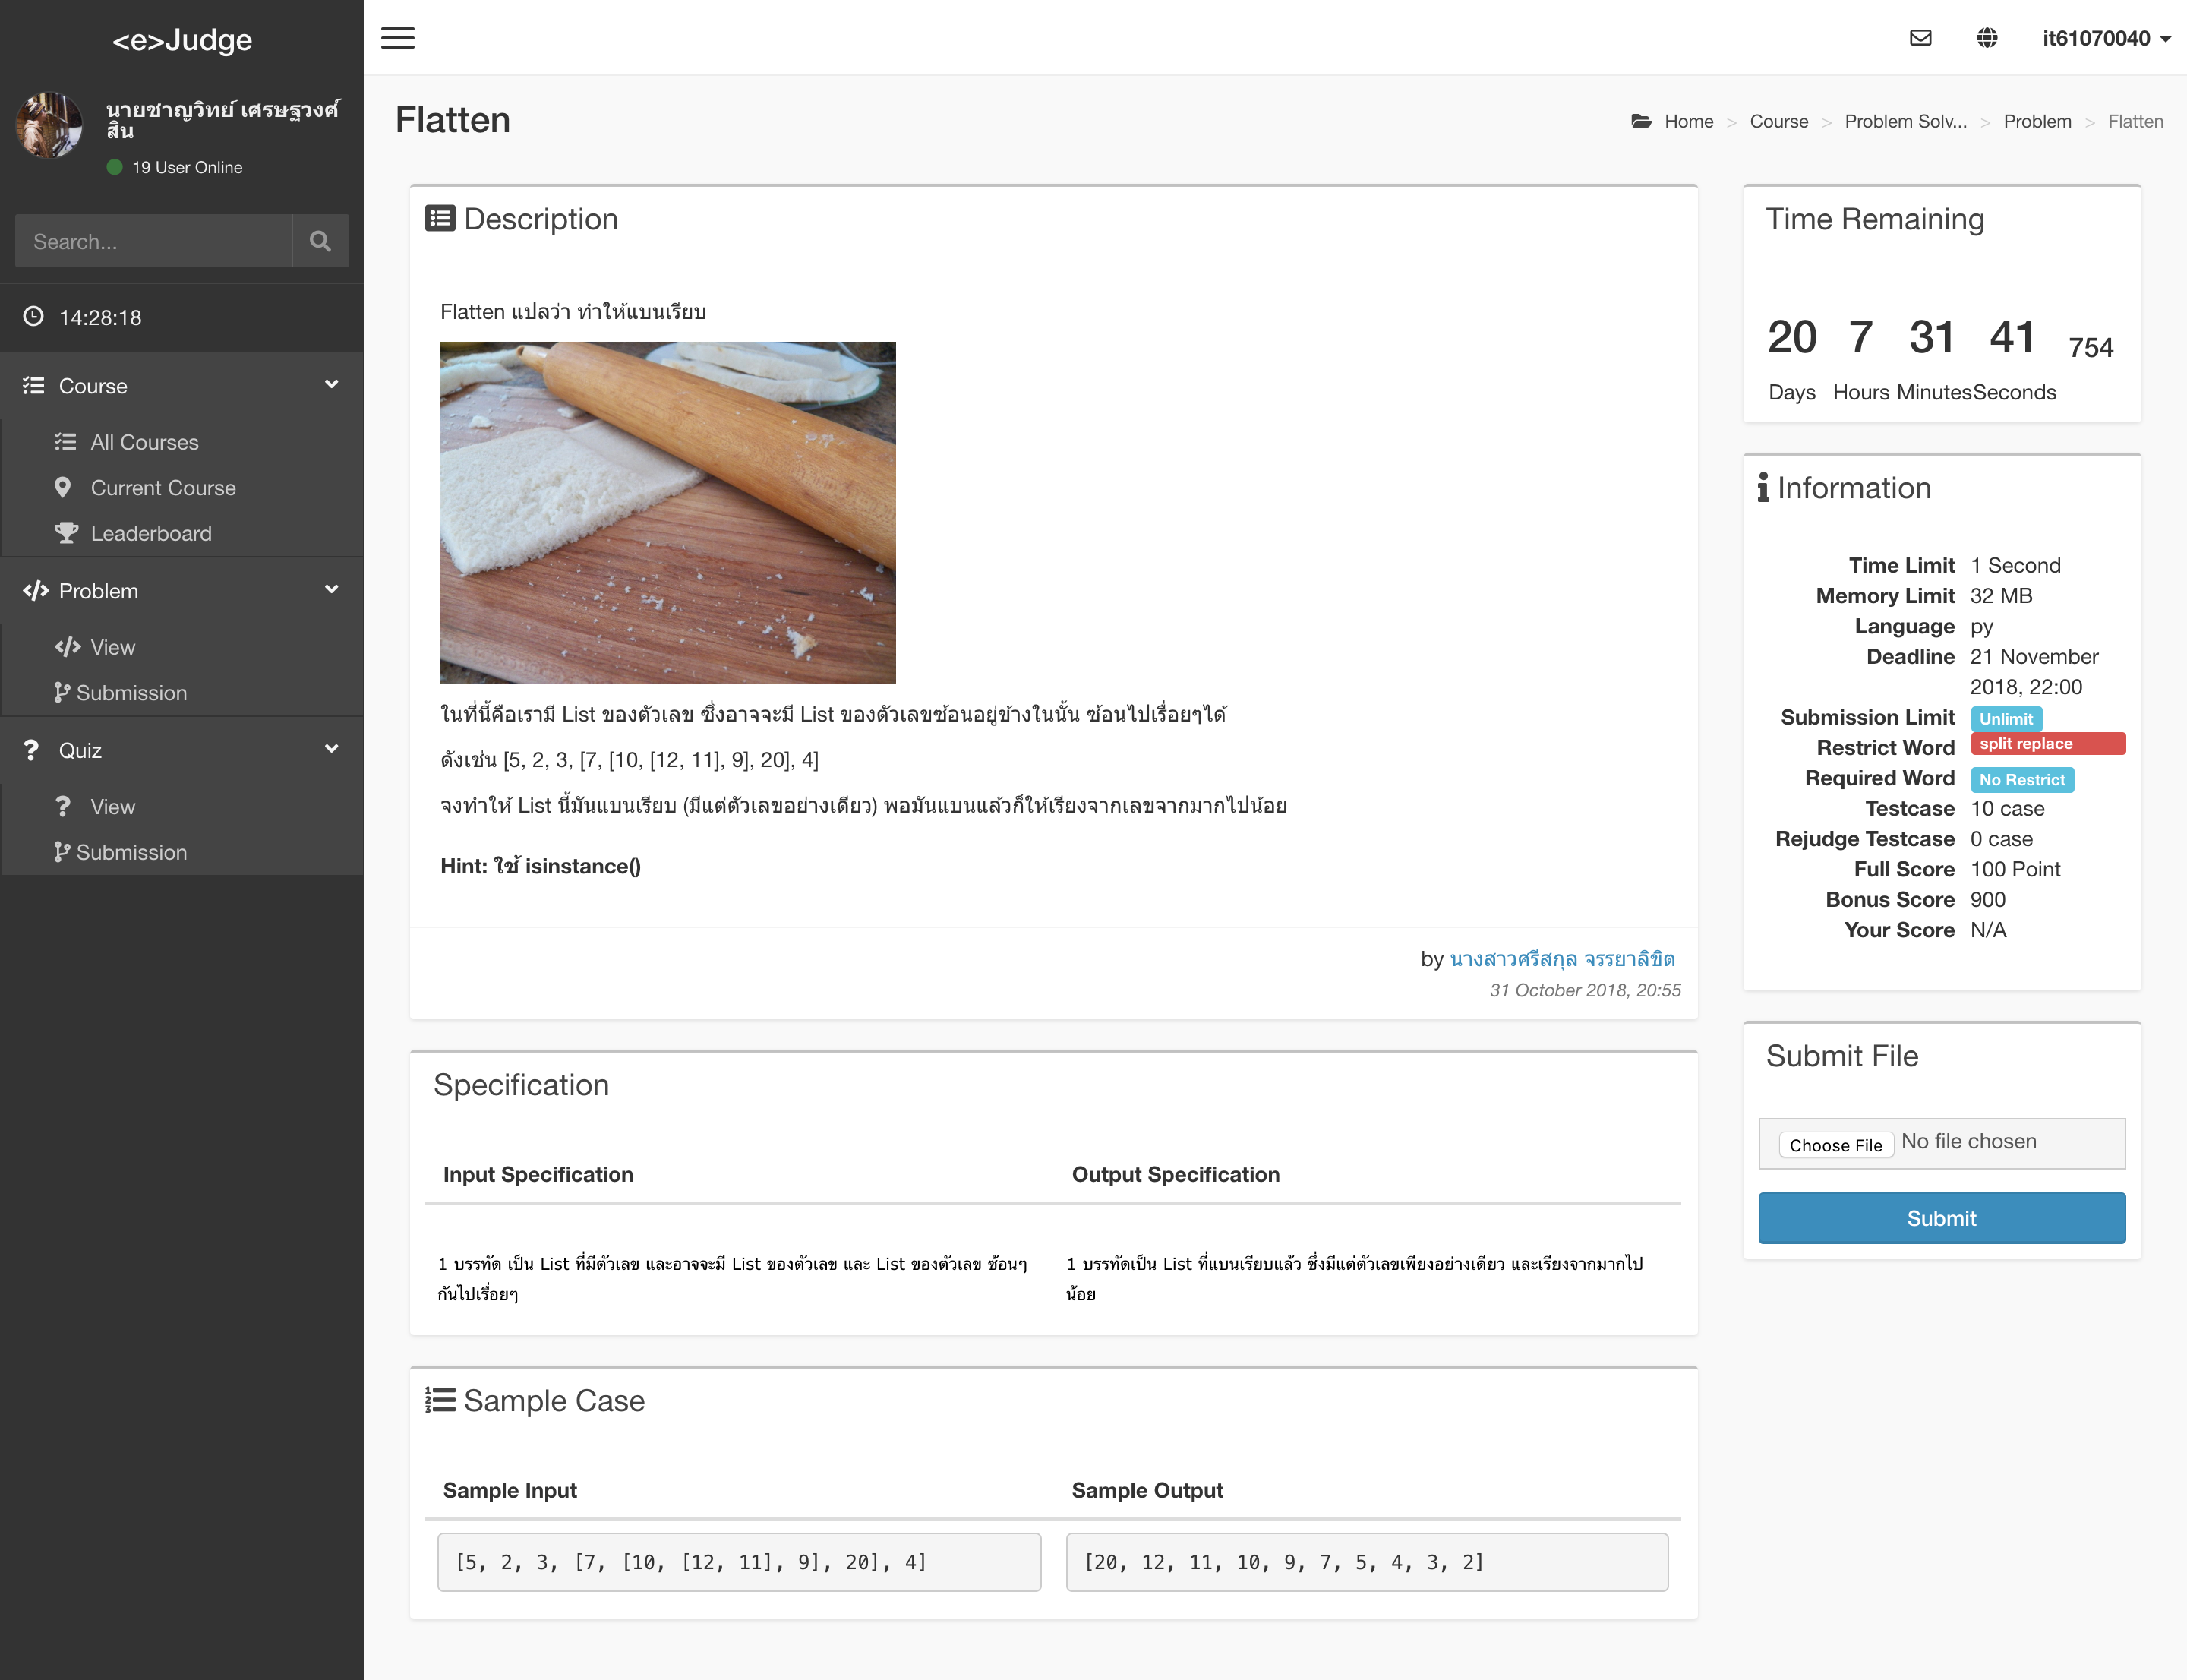 <e>Judge
นายชาญวิทย์ เศรษฐวงศ์
สิน
19 User Online
Search...
14:28:18
Course
All Courses
Current Course
Leaderboard
Problem
View
Submission
Quiz
View
Submission
it61070040
Flatten
Home > Course > Problem Solv... > Problem > Flatten
Description
Flatten แปลว่า ทำให้แบนเรียบ
ในที่นี้คือเรามี List ของตัวเลข ซึ่งอาจจะมี List ของตัวเลขซ้อนอยู่ข้างในนั้น ซ้อนไปเรื่อยๆได้
ดังเช่น [5, 2, 3, [7, [10, [12, 11], 9], 20], 4]
จงทำให้ List นี้มันแบนเรียบ (มีแต่ตัวเลขอย่างเดียว) พอมันแบนแล้วก็ให้เรียงจากเลขจากมากไปน้อย
Hint: ใช้ isinstance()
by นางสาวศรีสกุล จรรยาลิขิต
31 October 2018, 20:55
Specification
Input Specification
Output Specification
1 บรรทัด เป็น List ที่มีตัวเลข และอาจจะมี List ของตัวเลข และ List ของตัวเลข ซ้อนๆ
กันไปเรื่อยๆ
1 บรรทัดเป็น List ที่แบนเรียบแล้ว ซึ่งมีแต่ตัวเลขเพียงอย่างเดียว และเรียงจากมากไป
น้อย
Sample Case
Sample Input
Sample Output
[5, 2, 3, [7, [10, [12, 11], 9], 20], 4]
[20, 12, 11, 10, 9, 7, 5, 4, 3, 2]
Time Remaining
20 7 31 41 754
Days Hours Minutes Seconds
Information
Time Limit 1 Second
Memory Limit 32 MB
Language py
Deadline 21 November
2018, 22:00
Submission Limit Unlimit
Restrict Word split replace
Required Word No Restrict
Testcase 10 case
Rejudge Testcase 0 case
Full Score 100 Point
Bonus Score 900
Your Score N/A
Submit File
Choose File No file chosen
Submit